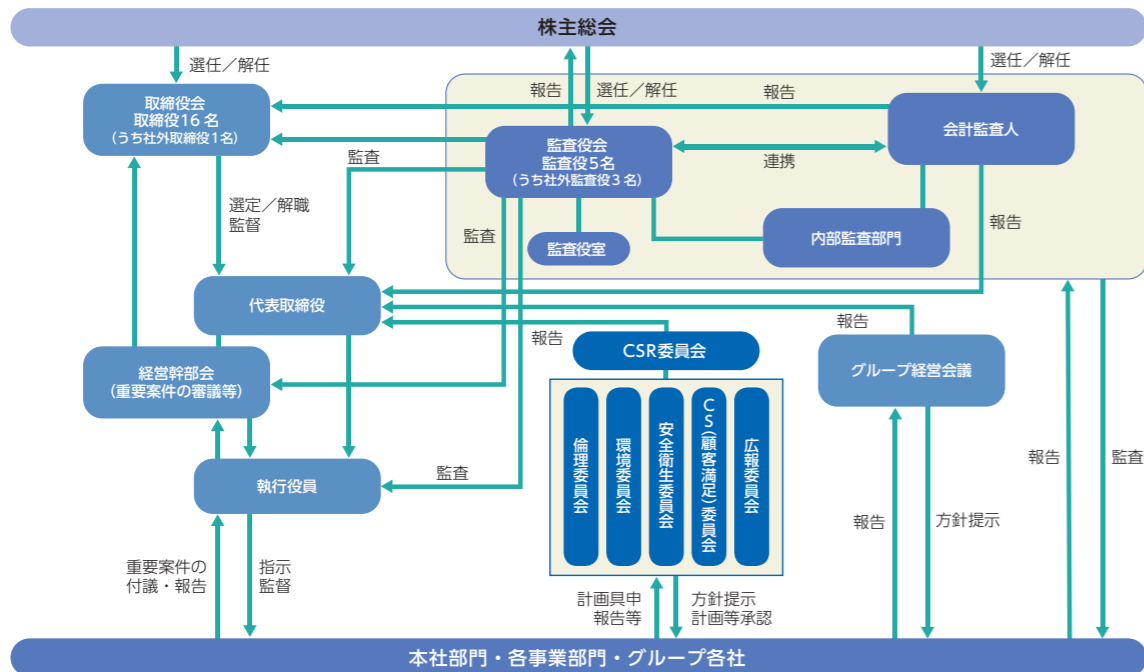 株主総会
選任／解任
報告
選任／解任
選任／解任
取締役会
取締役16名
（うち社外取締役1名）
報告
会計監査人
監査役会
監査役5名
（うち社外監査役3名）
連携
監査
選定／解職
監督
監査
監査役室
内部監査部門
報告
代表取締役
報告
CSR委員会
報告
グループ経営会議
経営幹部会
（重要案件の審議等）
倫理委員会
環境委員会
安全衛生委員会
CS（顧客満足）委員会
広報委員会
執行役員
監査
報告
監査
報告
方針提示
重要案件の
付議・報告
指示
監督
計画具申
報告等
方針提示
計画等承認
本社部門・各事業部門・グループ各社